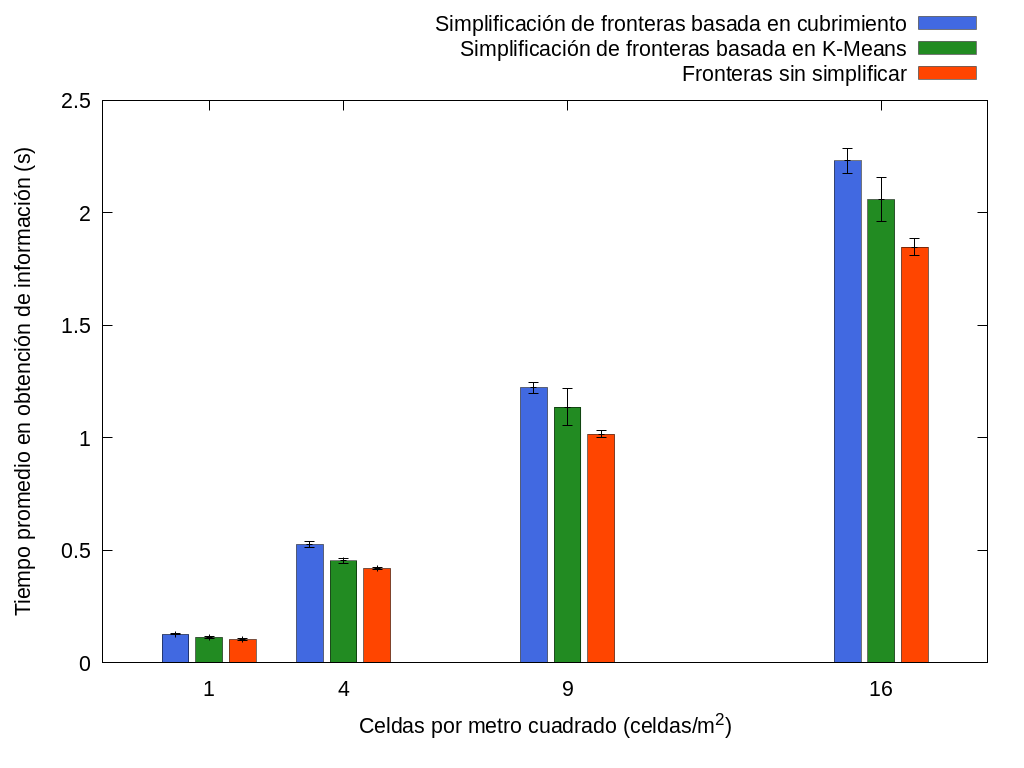 Simplificación de fronteras basada en cubrimiento
Simplificación de fronteras basada en K-Means
Fronteras sin simplificar
2.5
2
1.5
1
0.5
0
Tiempo promedio en obtención de información (s)
1 4 9 16
Celdas por metro cuadrado (celdas/m²)